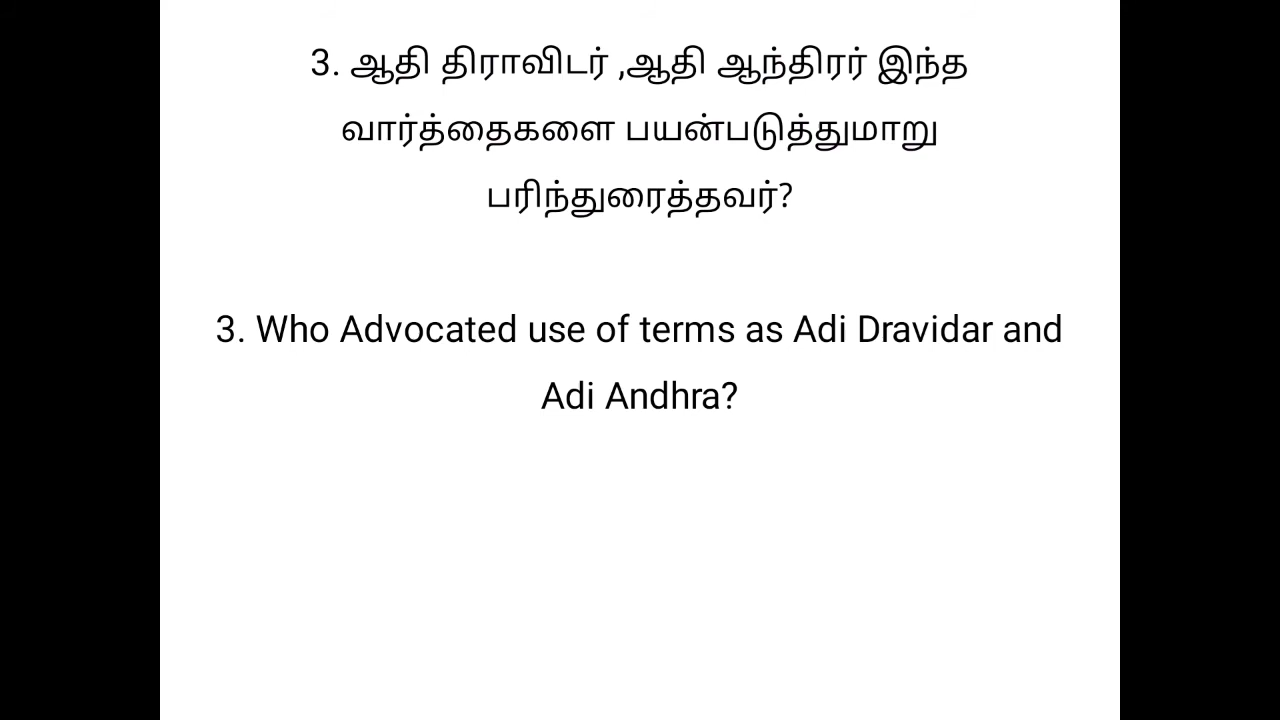 3. ஆதி திராவிடர் ,ஆதி ஆந்திரர் இந்த
வார்த்தைகளை பயன்படுத்துமாறு
பரிந்துரைத்தவர்?
3. Who Advocated use of terms as Adi Dravidar and
Adi Andhra?